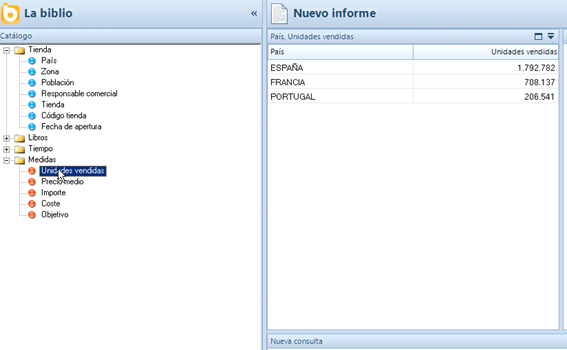 La biblio «
Catálogo
Tienda
País
Zona
Población
Responsable comercial
Tienda
Código tienda
Fecha de apertura
Libros
Tiempo
Medidas
Unidades vendidas
Precio medio
Importe
Coste
Objetivo
Nuevo informe
País, Unidades vendidas
País Unidades vendidas
ESPAÑA 1.792.782
FRANCIA 708.137
PORTUGAL 206.541
Nueva consulta